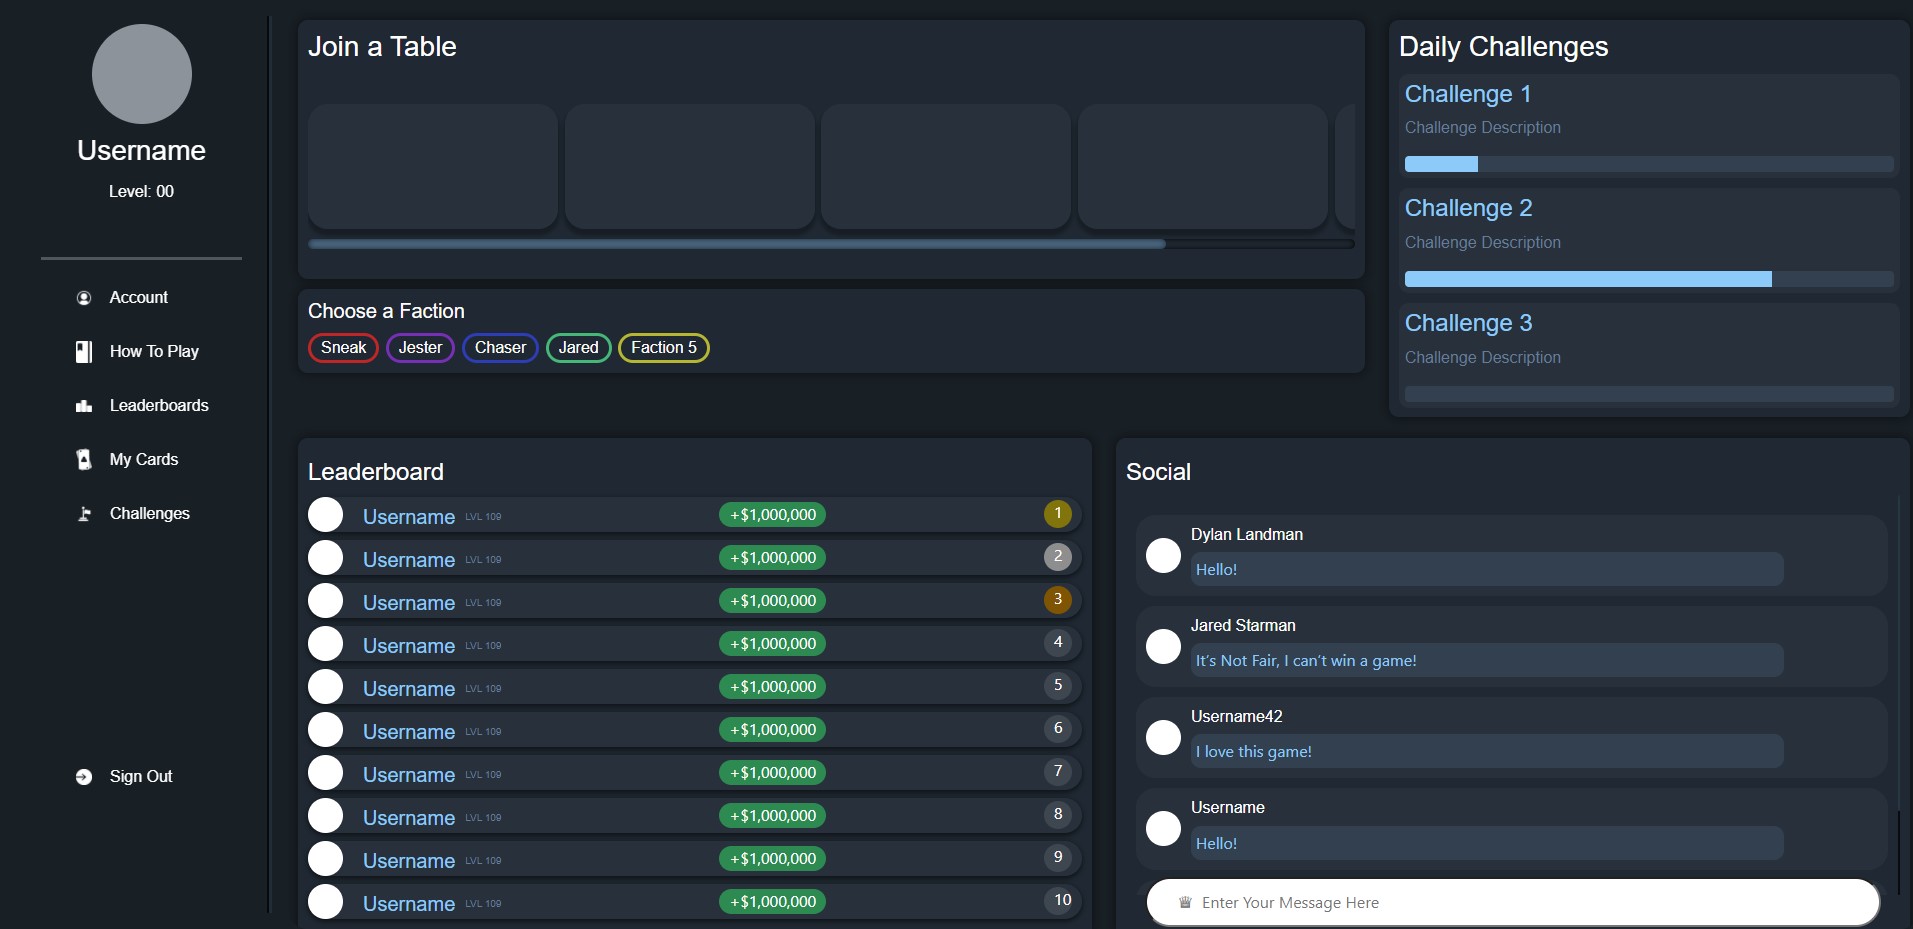 Username
Level: 00
Account
How To Play
Leaderboards
My Cards
Challenges
Sign Out
Join a Table
Choose a Faction
Sneak
Jester
Chaser
Jared
Faction 5
Daily Challenges
Challenge 1
Challenge Description
Challenge 2
Challenge Description
Challenge 3
Challenge Description
Leaderboard
Username LVL 109 +$1,000,000 1
Username LVL 109 +$1,000,000 2
Username LVL 109 +$1,000,000 3
Username LVL 109 +$1,000,000 4
Username LVL 109 +$1,000,000 5
Username LVL 109 +$1,000,000 6
Username LVL 109 +$1,000,000 7
Username LVL 109 +$1,000,000 8
Username LVL 109 +$1,000,000 9
Username LVL 109 +$1,000,000 10
Social
Dylan Landman
Hello!
Jared Starman
It's Not Fair, I can't win a game!
Username42
I love this game!
Username
Hello!
♕ Enter Your Message Here